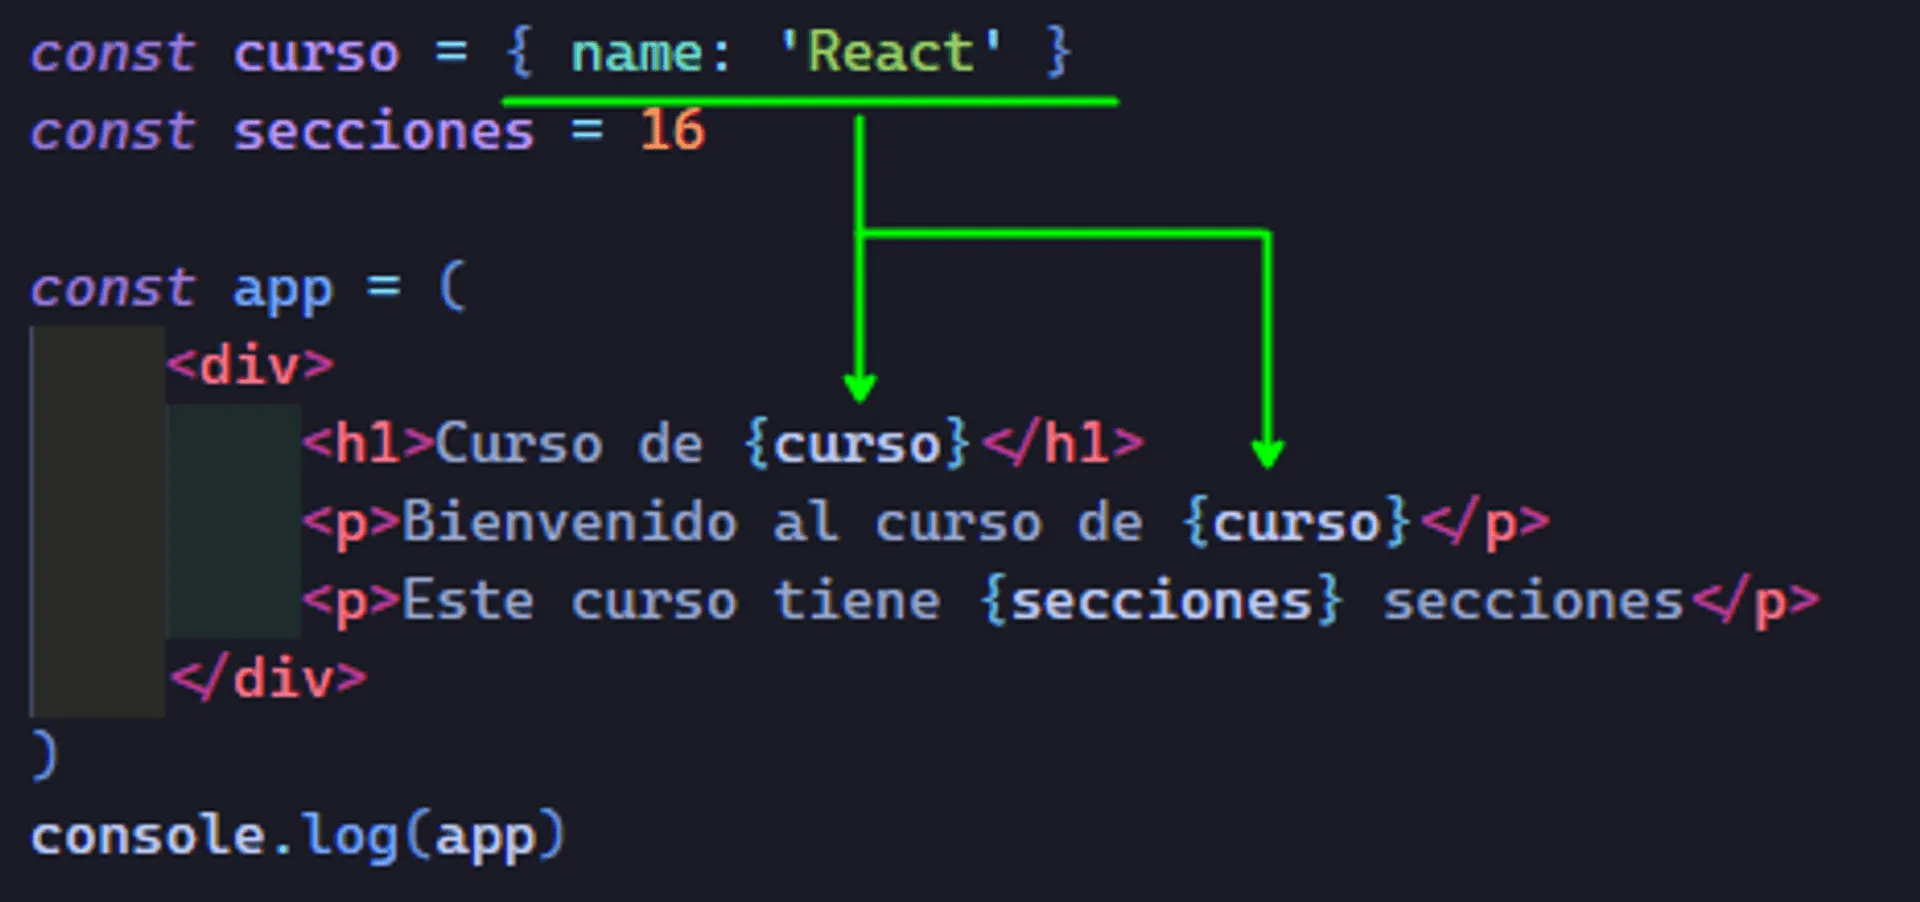 const curso = { name: 'React' }
const secciones = 16
const app = (
<div>
<h1>Curso de {curso}</h1>
<p>Bienvenido al curso de {curso}</p>
<p>Este curso tiene {secciones} secciones</p>
</div>
)
console.log(app)